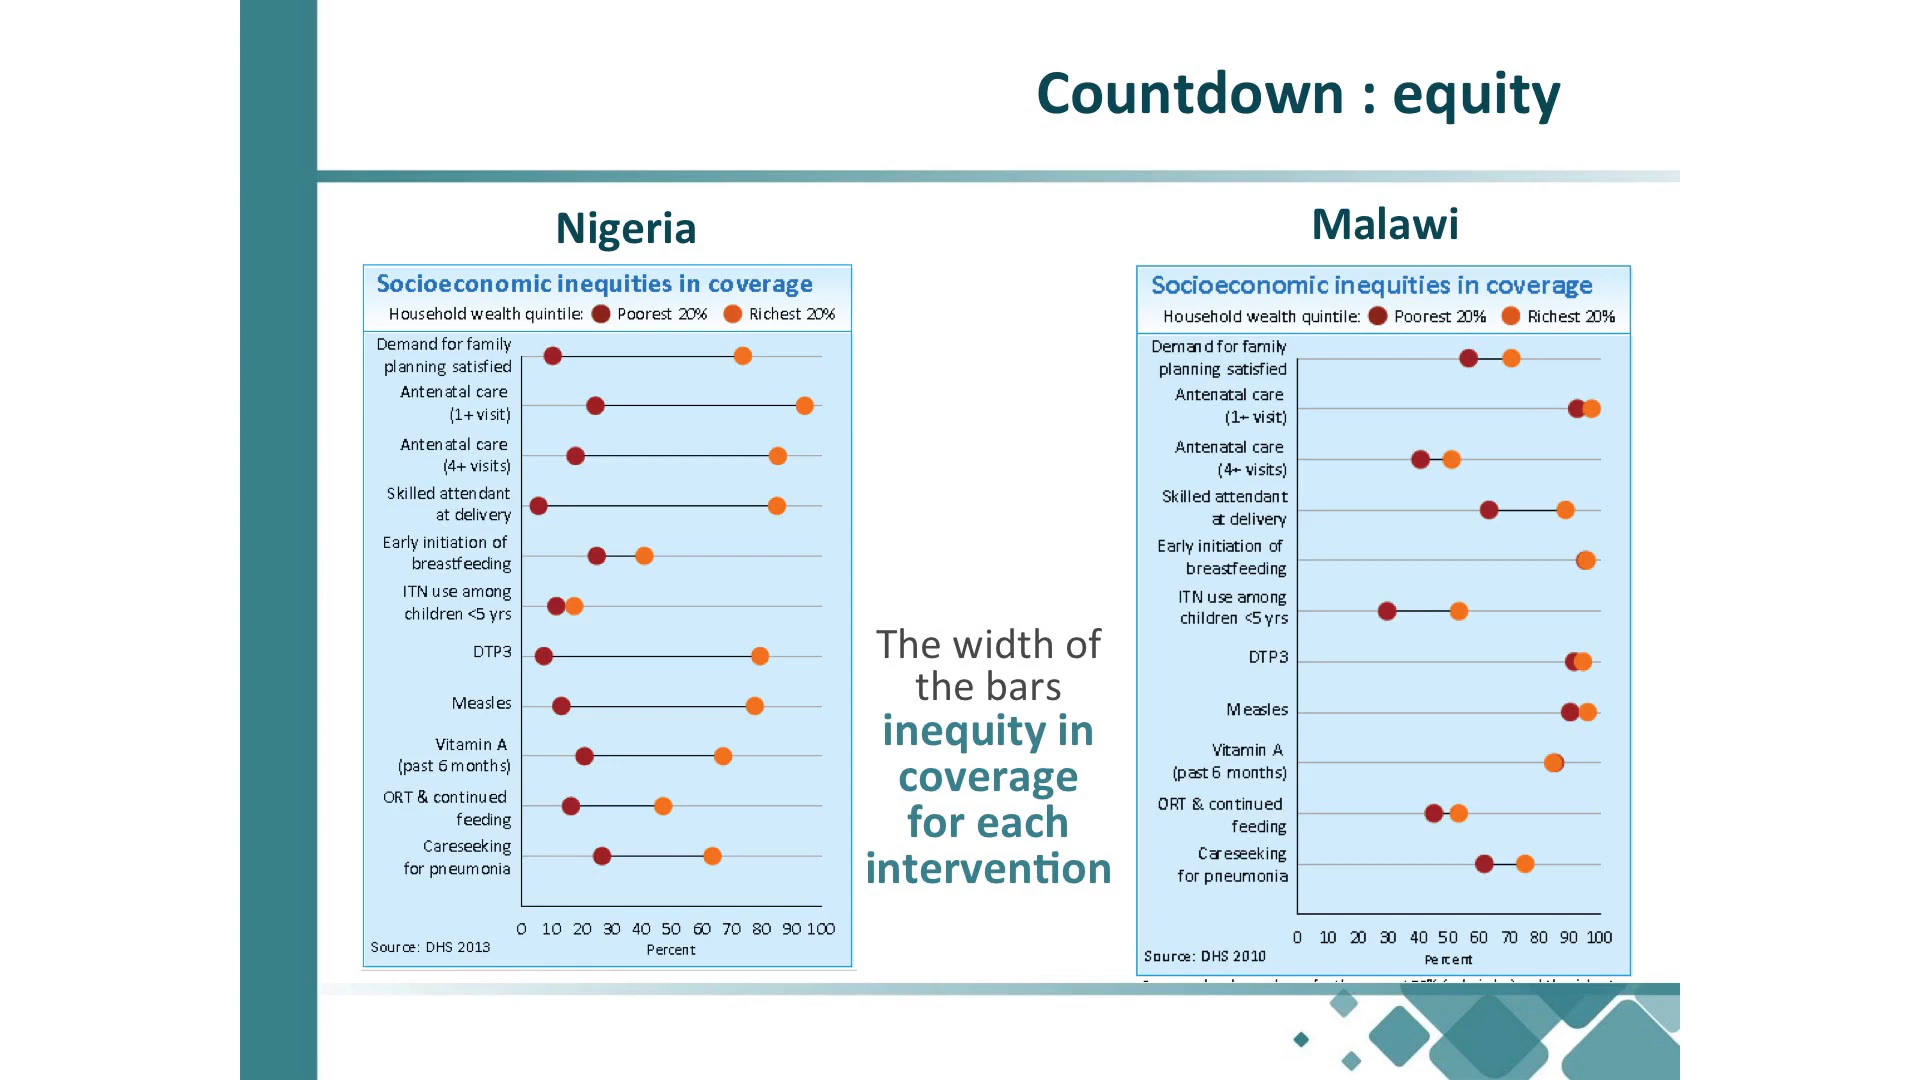 Countdown : equity
Nigeria
Socioeconomic inequities in coverage
Household wealth quintile: Poorest 20% Richest 20%
Demand for family
planning satisfied
Antenatal care
(1+ visit)
Antenatal care
(4+ visits)
Skilled attendant
at delivery
Early initiation of
breastfeeding
ITN use among
children <5 yrs
DTP3
Measles
Vitamin A
(past 6 months)
ORT & continued
feeding
Careseeking
for pneumonia
0 10 20 30 40 50 60 70 80 90 100
Percent
Source: DHS 2013
The width of
the bars
inequity in
coverage
for each
intervention
Malawi
Socioeconomic inequities in coverage
Household wealth quintile: Poorest 20% Richest 20%
Demand for family
planning satisfied
Antenatal care
(1+ visit)
Antenatal care
(4+ visits)
Skilled attendant
at delivery
Early initiation of
breastfeeding
ITN use among
children <5 yrs
DTP3
Measles
Vitamin A
(past 6 months)
ORT & continued
feeding
Careseeking
for pneumonia
0 10 20 30 40 50 60 70 80 90 100
Percent
Source: DHS 2010